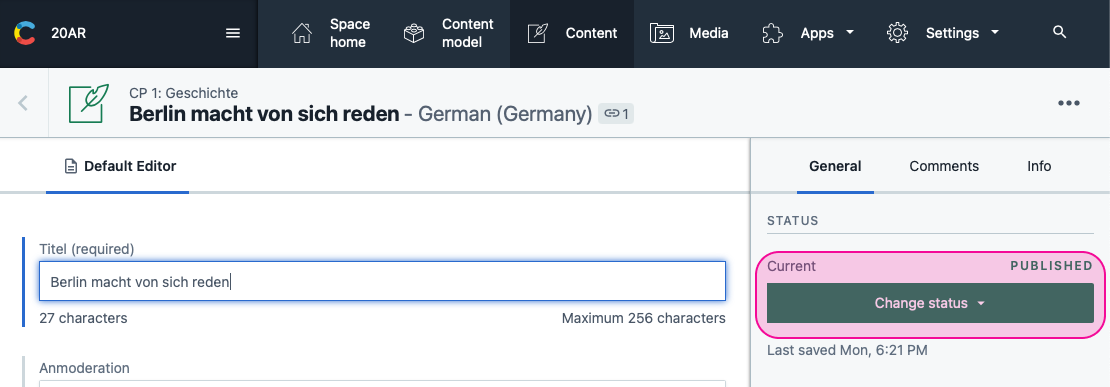 20AR
Space
home
Content
model
Content
Media
Apps
Settings
CP 1: Geschichte
Berlin macht von sich reden - German (Germany) 1
Default Editor
General Comments Info
STATUS
Titel (required)
Berlin macht von sich reden
27 characters Maximum 256 characters
Current PUBLISHED
Change status
Last saved Mon, 6:21 PM
Anmoderation